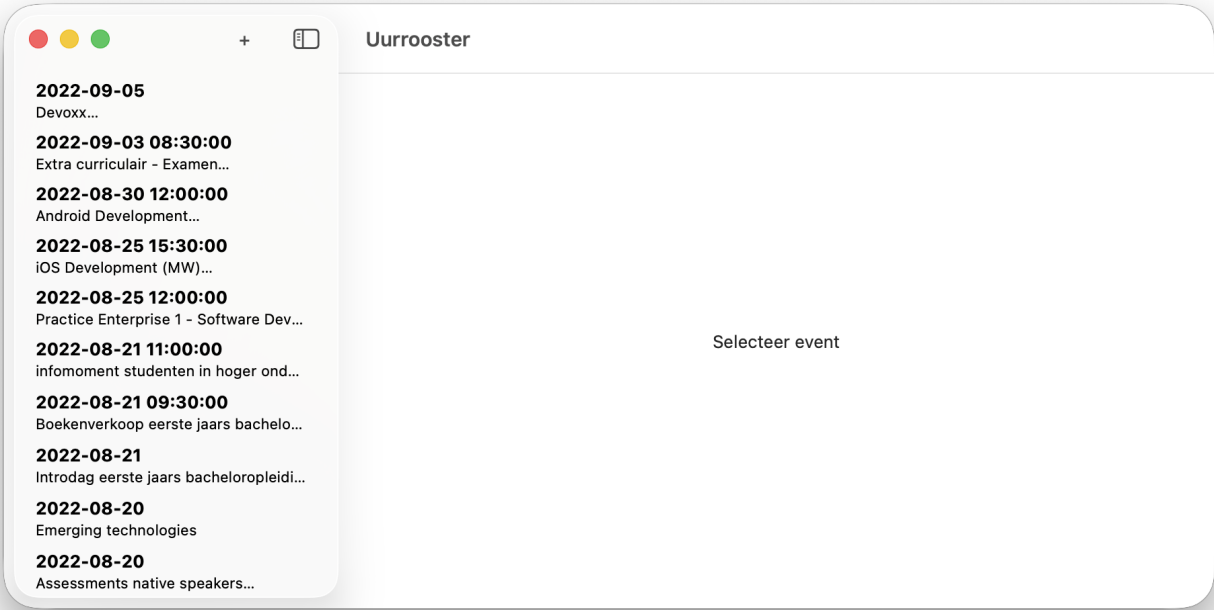 +
Uurrooster
2022-09-05
Devoxx...
2022-09-03 08:30:00
Extra curriculair - Examen...
2022-08-30 12:00:00
Android Development...
2022-08-25 15:30:00
iOS Development (MW)...
2022-08-25 12:00:00
Practice Enterprise 1 - Software Dev...
2022-08-21 11:00:00
infomoment studenten in hoger ond...
2022-08-21 09:30:00
Boekenverkoop eerste jaars bachelo...
2022-08-21
Introdag eerste jaars bacheloropleidi...
2022-08-20
Emerging technologies
2022-08-20
Assessments native speakers...
Selecteer event